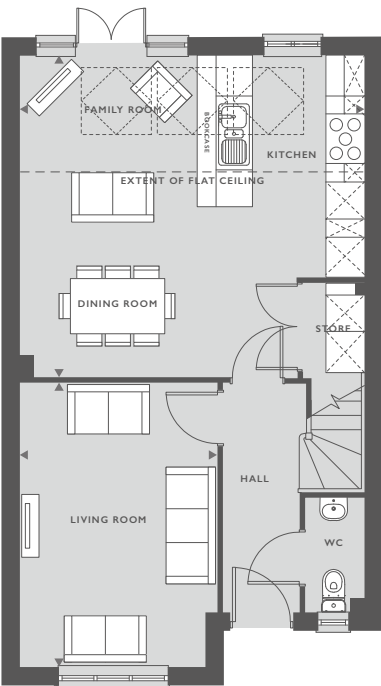 FAMILY ROOM
BOOKCASE
KITCHEN
EXTENT OF FLAT CEILING
DINING ROOM
STORE
HALL
LIVING ROOM
WC